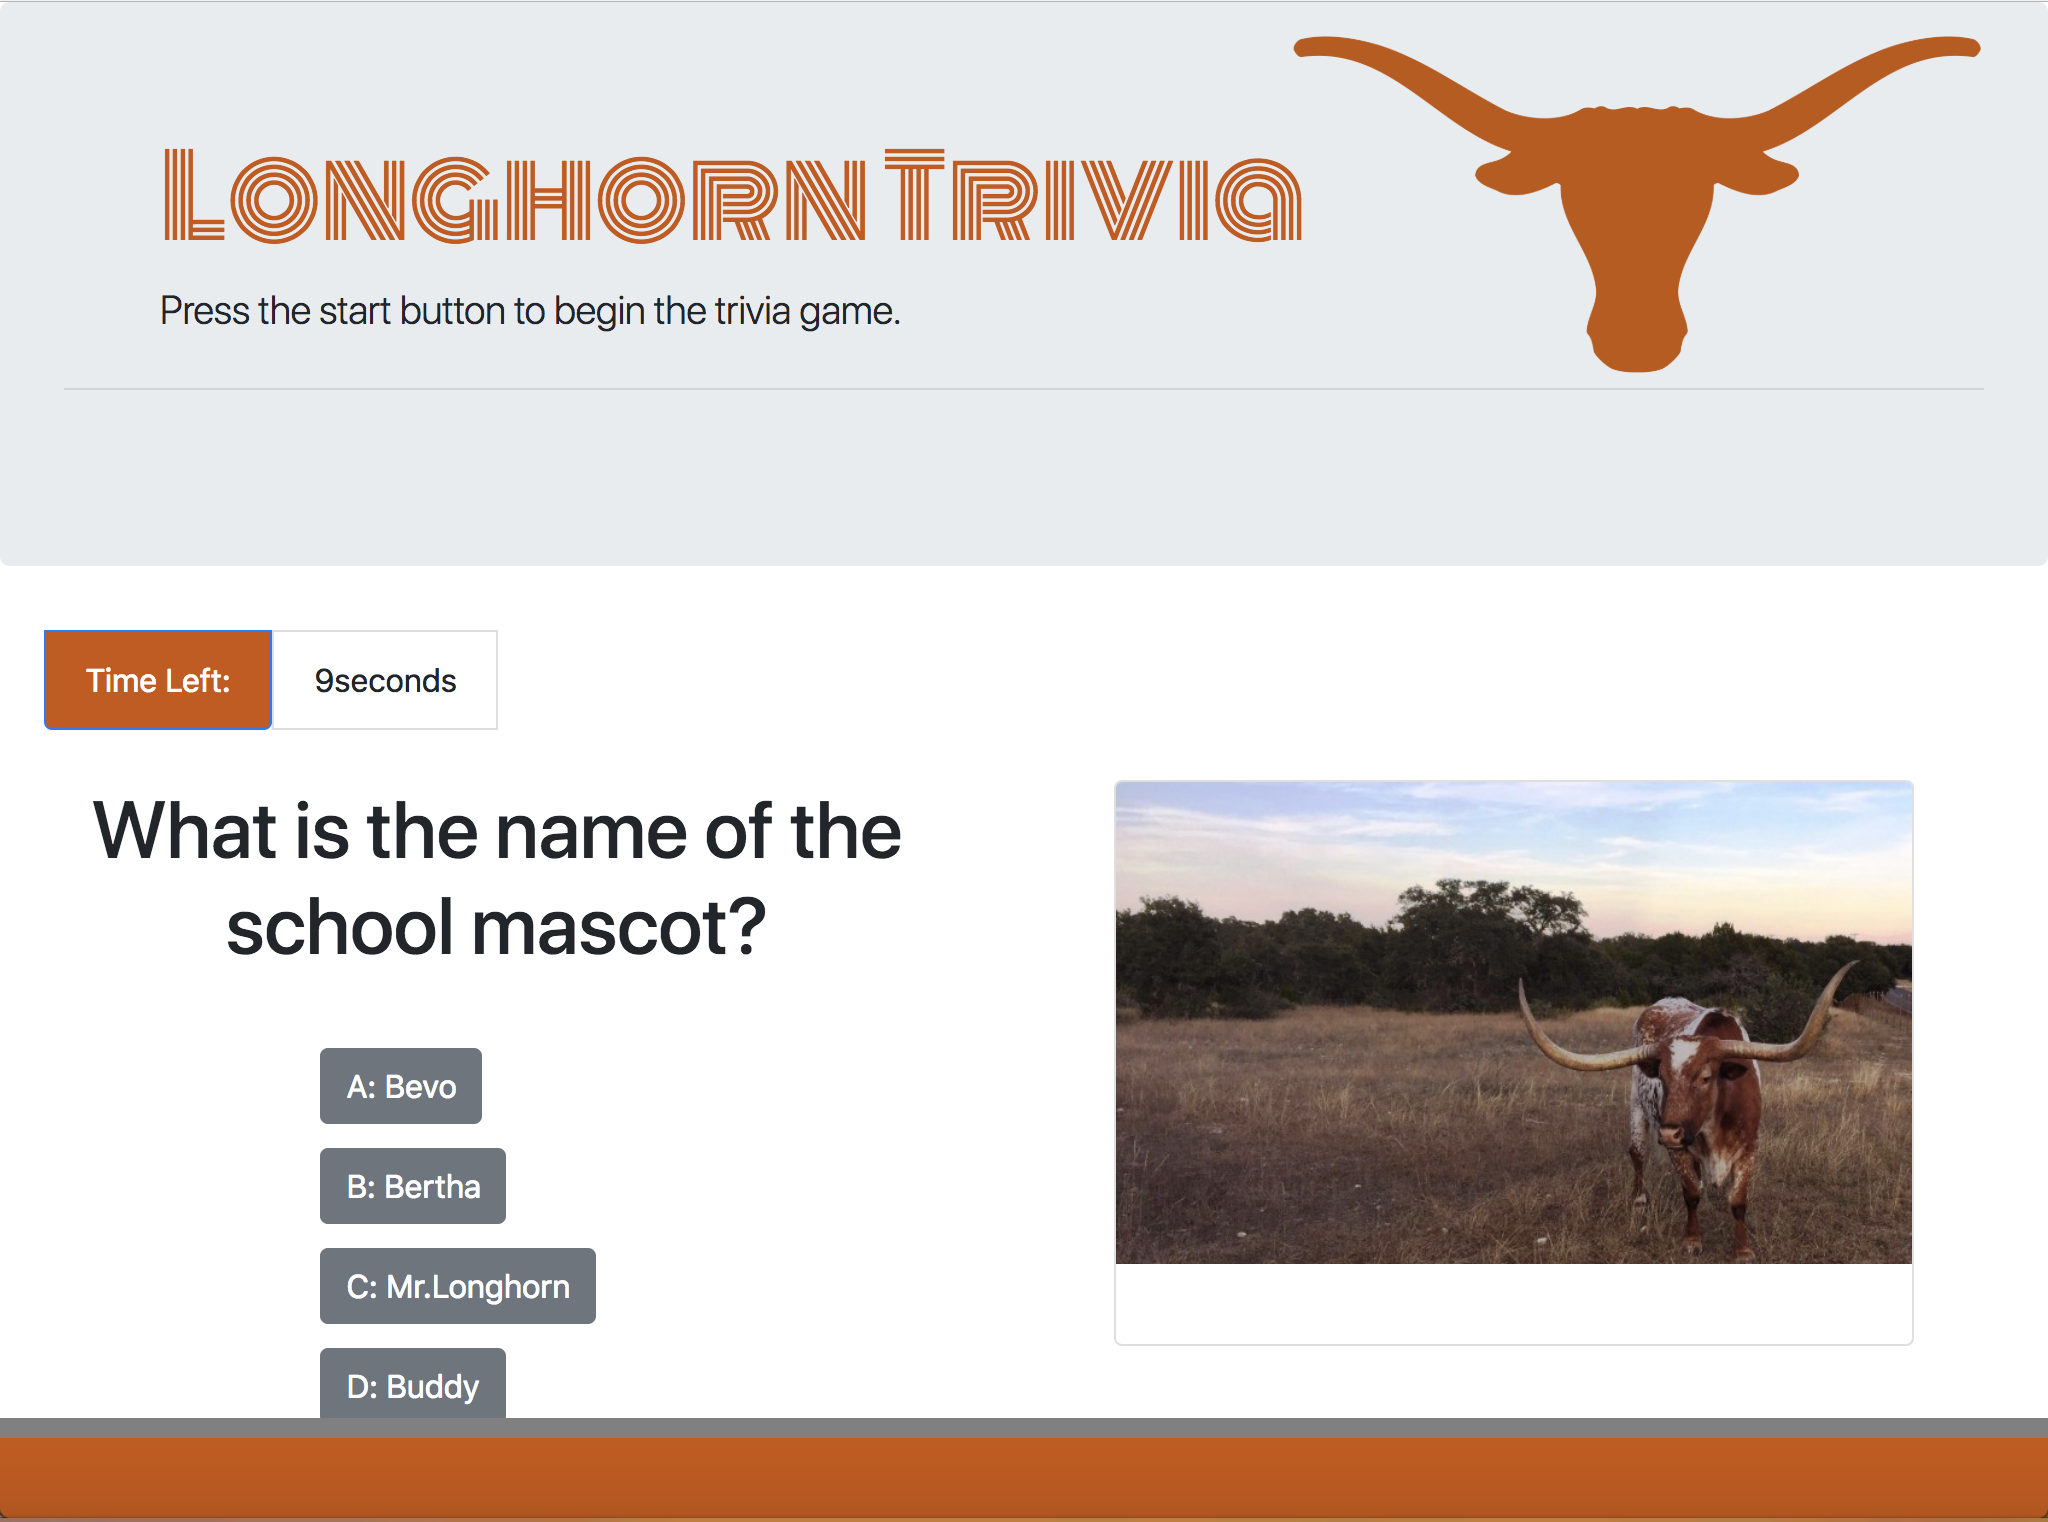 Longhorn Trivia
Press the start button to begin the trivia game.
Time Left:
9seconds
What is the name of the
school mascot?
A: Bevo
B: Bertha
C: Mr.Longhorn
D: Buddy